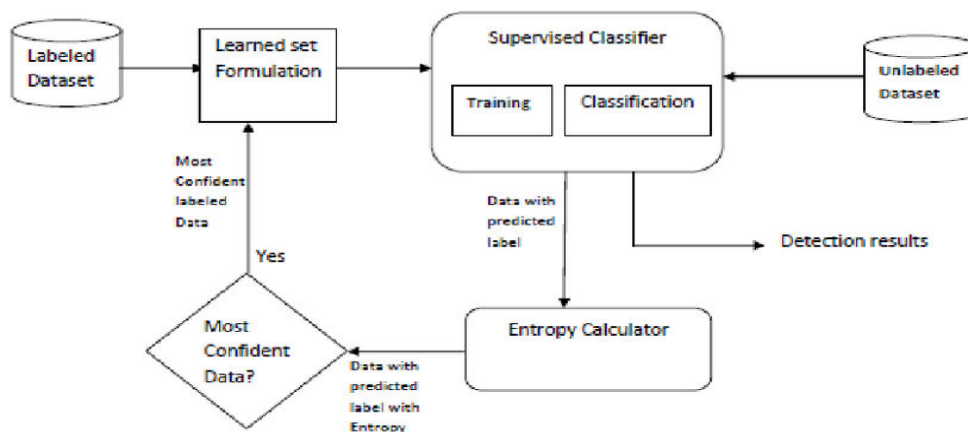 Labeled
Dataset
Learned set
Formulation
Supervised Classifier
Training
Classification
Unlabeled
Dataset
Most
Confident
labeled
Data
Data with
predicted
label
Detection results
Yes
Most
Confident
Data?
Entropy Calculator
Data with
predicted
label with
Entropy